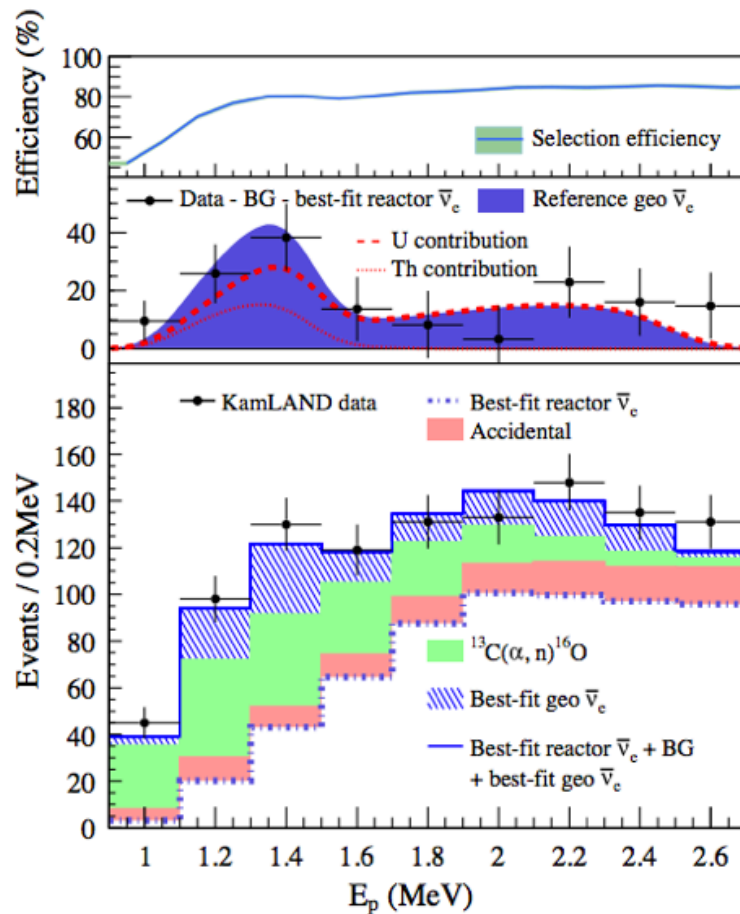 Efficiency (%)
100
80
60
Selection efficiency
Data - BG - best-fit reactor ν̅e
Reference geo ν̅e
U contribution
Th contribution
40
20
0
KamLAND data
Best-fit reactor ν̅e
Accidental
Events / 0.2MeV
180
160
140
120
100
80
60
40
20
0
¹³C(α, n)¹⁶O
Best-fit geo ν̅e
Best-fit reactor ν̅e + BG
+ best-fit geo ν̅e
1 1.2 1.4 1.6 1.8 2 2.2 2.4 2.6
Ep (MeV)